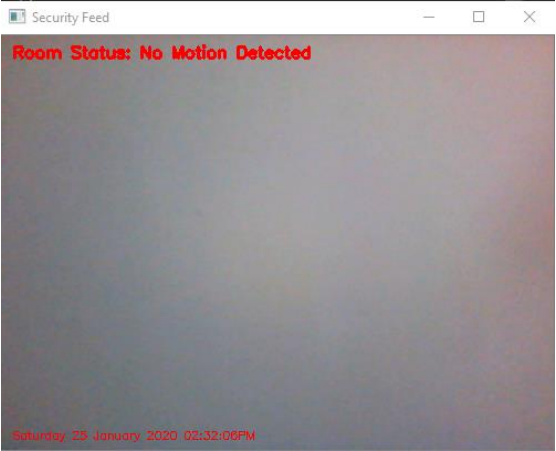 Security Feed
Room Status: No Motion Detected
Saturday 25 January 2020 02:32:06PM